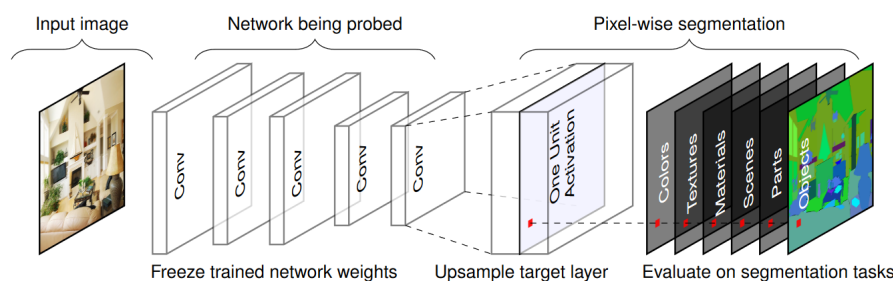 Input image
Network being probed
Pixel-wise segmentation
Conv
Conv
Conv
Conv
Conv
One Unit
Activation
Colors
Textures
Materials
Scenes
Parts
Objects
Freeze trained network weights
Upsample target layer
Evaluate on segmentation tasks